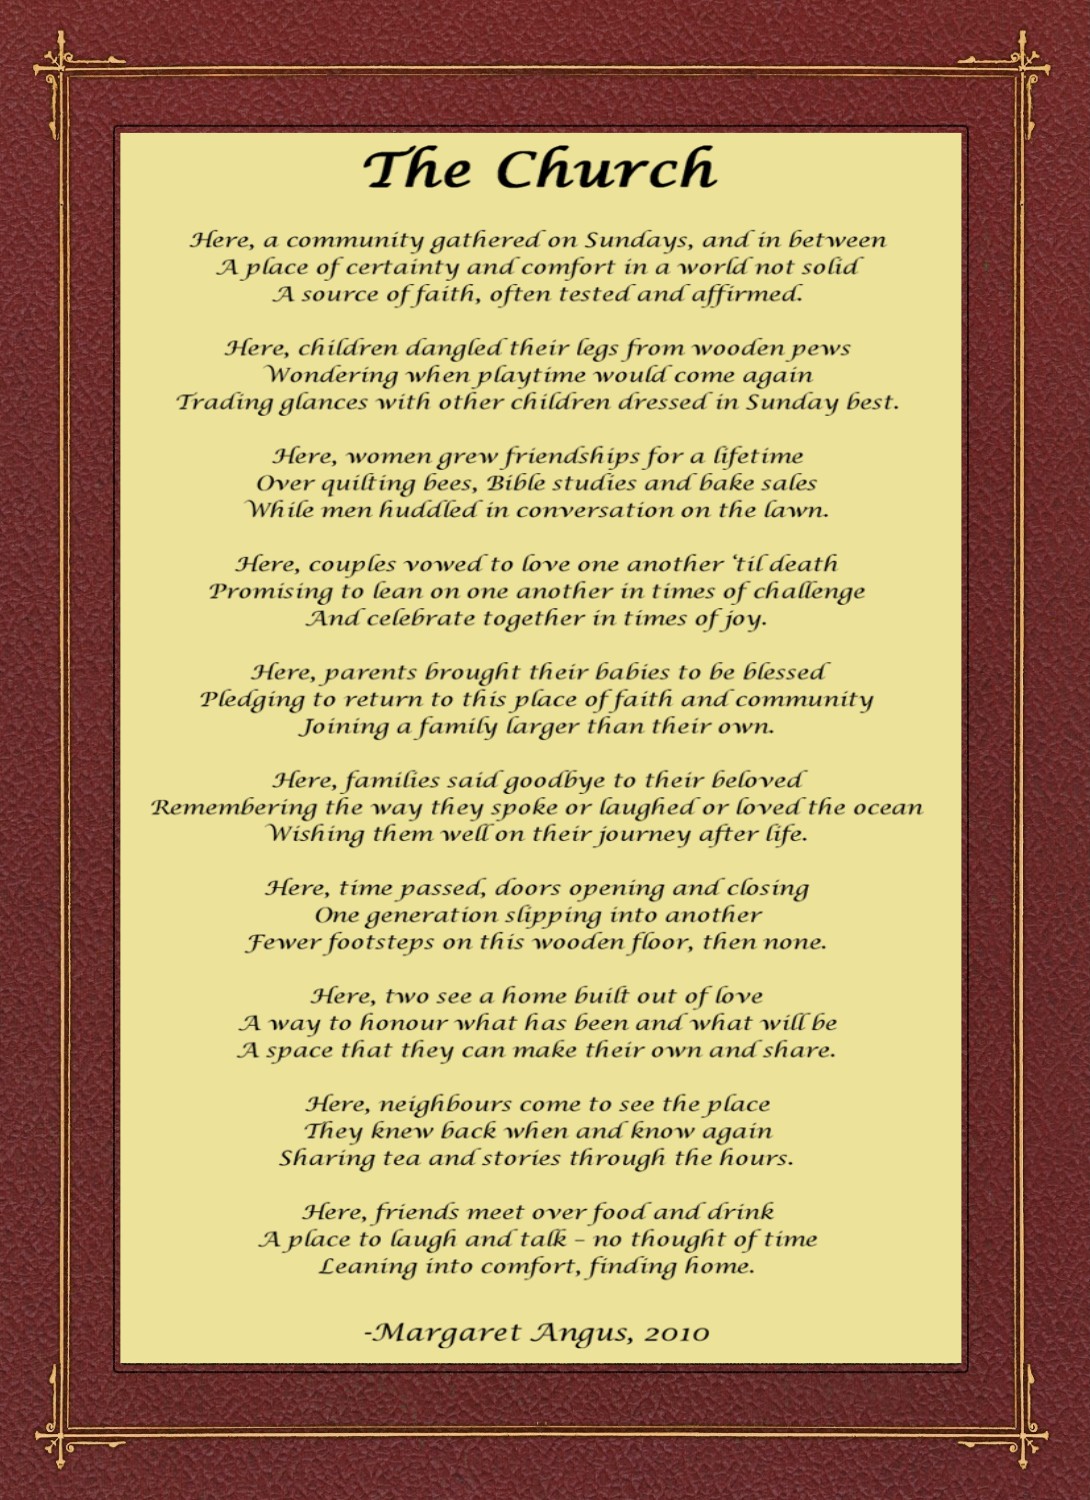 The Church
Here, a community gathered on Sundays, and in between
A place of certainty and comfort in a world not solid
A source of faith, often tested and affirmed.
Here, children dangled their legs from wooden pews
Wondering when playtime would come again
Trading glances with other children dressed in Sunday best.
Here, women grew friendships for a lifetime
Over quilting bees, Bible studies and bake sales
While men huddled in conversation on the lawn.
Here, couples vowed to love one another ‘til death
Promising to lean on one another in times of challenge
And celebrate together in times of joy.
Here, parents brought their babies to be blessed
Pledging to return to this place of faith and community
Joining a family larger than their own.
Here, families said goodbye to their beloved
Remembering the way they spoke or laughed or loved the ocean
Wishing them well on their journey after life.
Here, time passed, doors opening and closing
One generation slipping into another
Fewer footsteps on this wooden floor, then none.
Here, two see a home built out of love
A way to honour what has been and what will be
A space that they can make their own and share.
Here, neighbours come to see the place
They knew back when and know again
Sharing tea and stories through the hours.
Here, friends meet over food and drink
A place to laugh and talk – no thought of time
Leaning into comfort, finding home.
-Margaret Angus, 2010